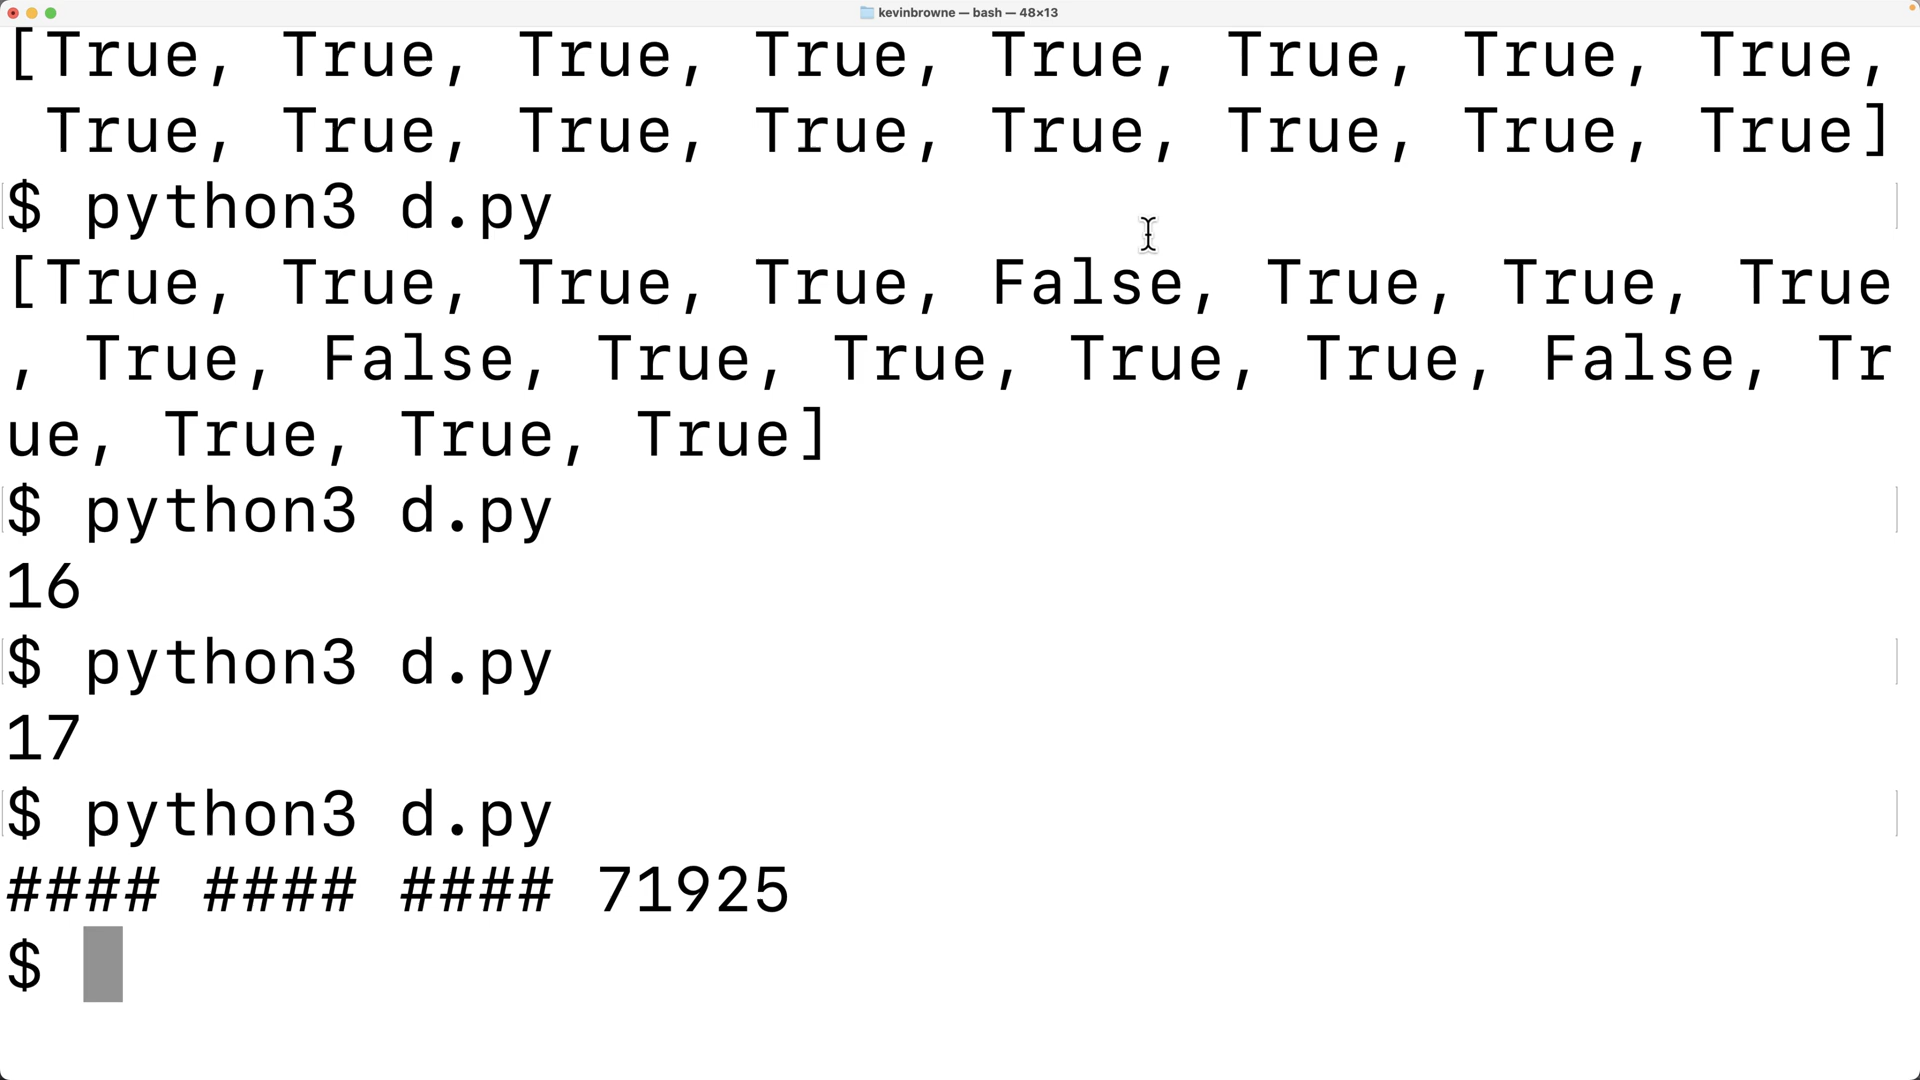 kevinbrowne — bash — 48×13
[True, True, True, True, True, True, True, True,
 True, True, True, True, True, True, True, True]
$ python3 d.py
[True, True, True, True, False, True, True, True
, True, False, True, True, True, True, False, Tr
ue, True, True, True]
$ python3 d.py
16
$ python3 d.py
17
$ python3 d.py
#### #### #### 71925
$